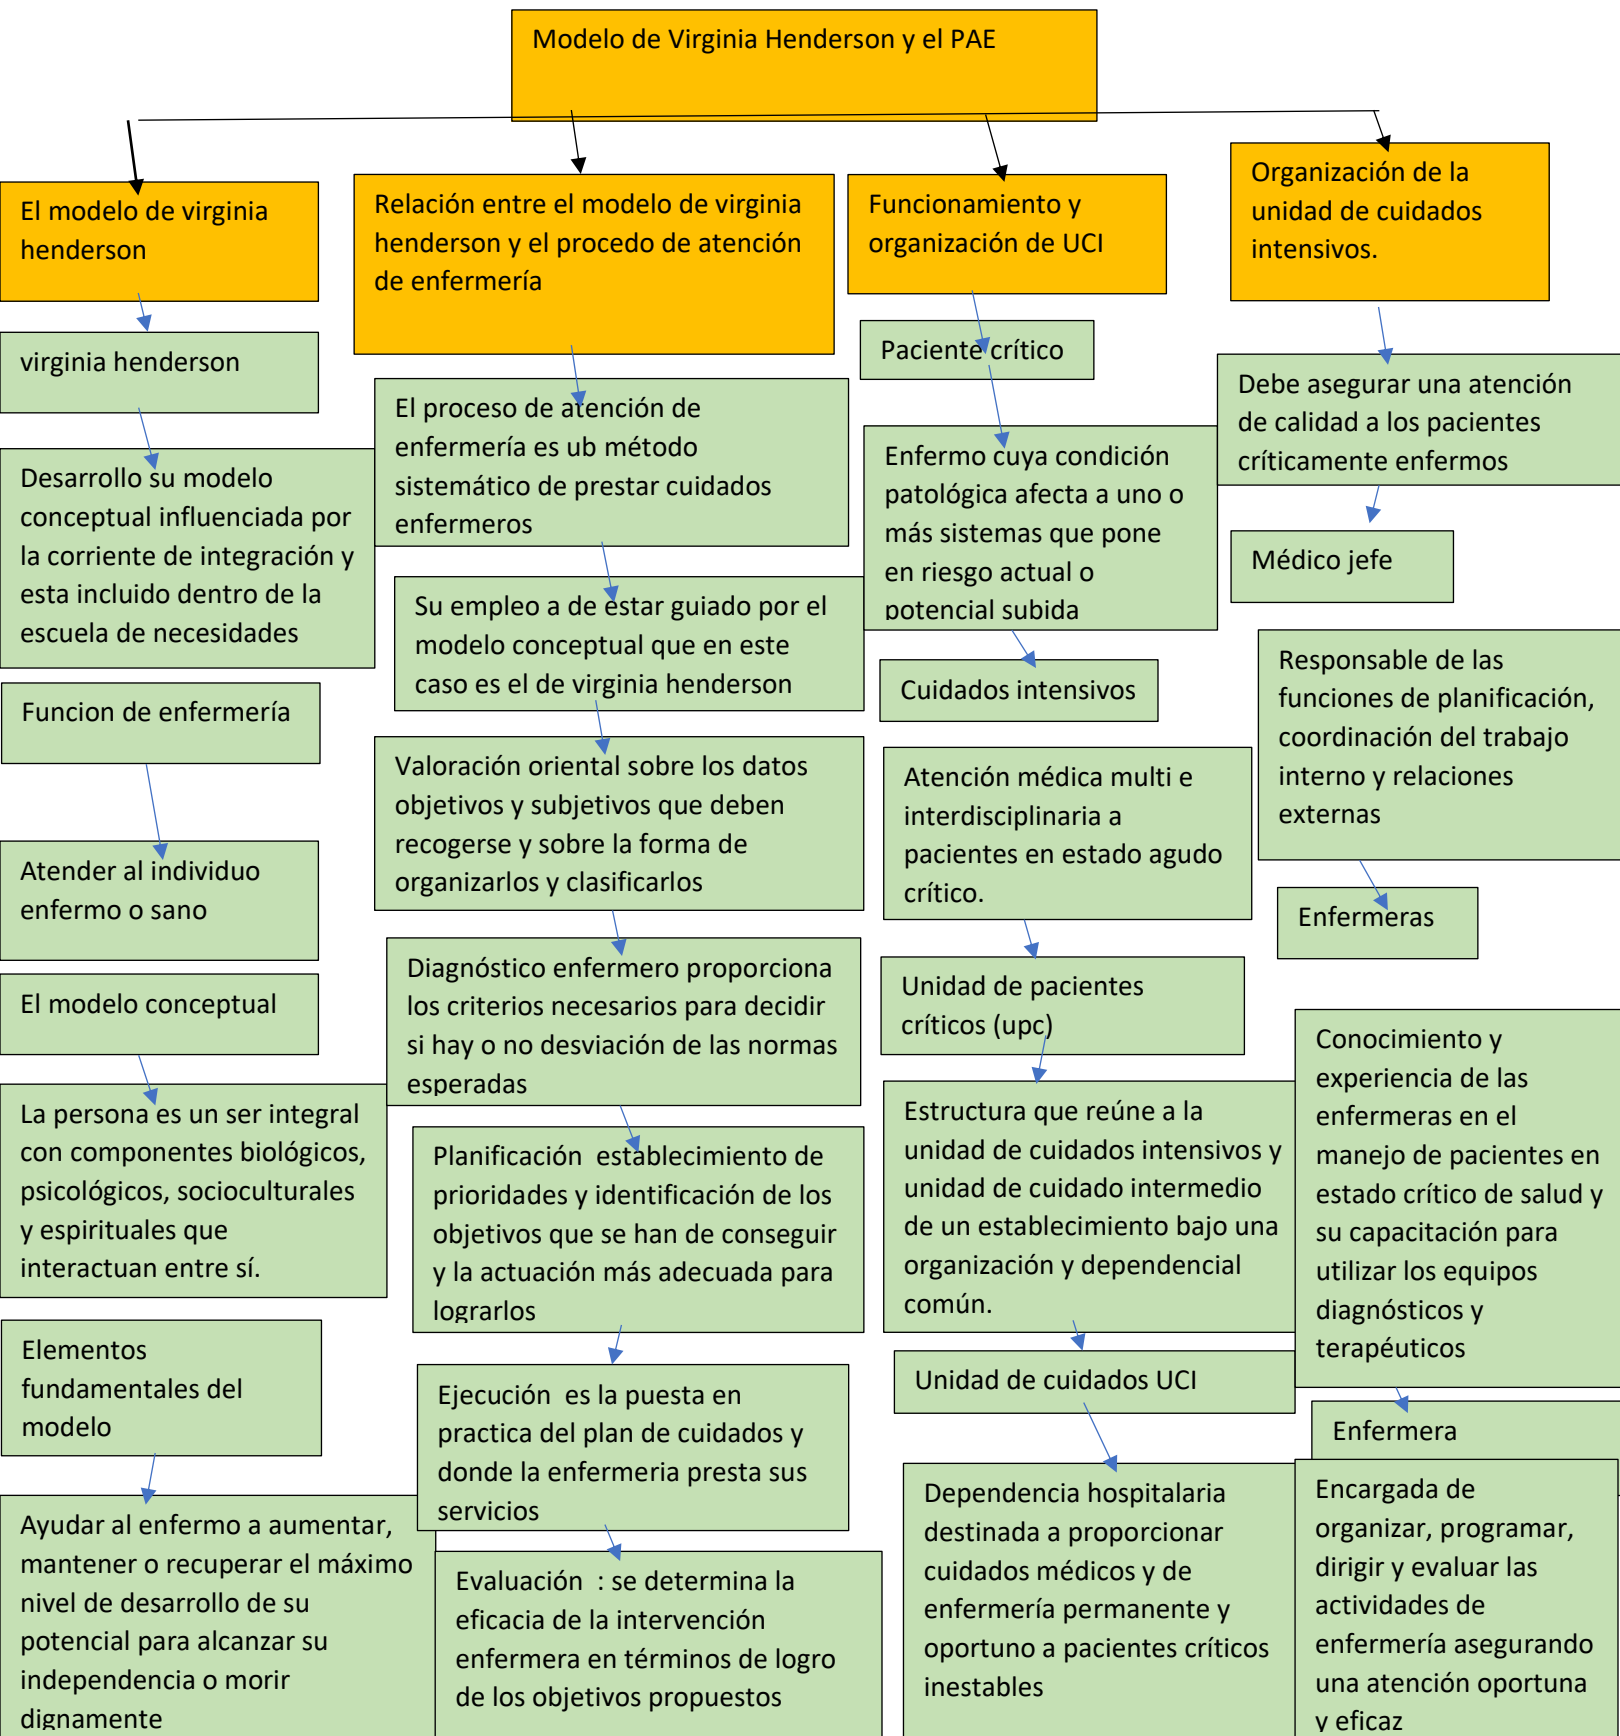 Modelo de Virginia Henderson y el PAE
El modelo de virginia
henderson
virginia henderson
Desarrollo su modelo
conceptual influenciada por
la corriente de integración y
esta incluido dentro de la
escuela de necesidades
Funcion de enfermería
Atender al individuo
enfermo o sano
El modelo conceptual
La persona es un ser integral
con componentes biológicos,
psicológicos, socioculturales
y espirituales que
interactuan entre sí.
Elementos
fundamentales del
modelo
Ayudar al enfermo a aumentar,
mantener o recuperar el máximo
nivel de desarrollo de su
potencial para alcanzar su
independencia o morir
dignamente
Relación entre el modelo de virginia
henderson y el procedo de atención
de enfermería
El proceso de atención de
enfermería es ub método
sistemático de prestar cuidados
enfermeros
Su empleo a de estar guiado por el
modelo conceptual que en este
caso es el de virginia henderson
Valoración oriental sobre los datos
objetivos y subjetivos que deben
recogerse y sobre la forma de
organizarlos y clasificarlos
Diagnóstico enfermero proporciona
los criterios necesarios para decidir
si hay o no desviación de las normas
esperadas
Planificación  establecimiento de
prioridades y identificación de los
objetivos que se han de conseguir
y la actuación más adecuada para
lograrlos
Ejecución  es la puesta en
practica del plan de cuidados y
donde la enfermeria presta sus
servicios
Evaluación  : se determina la
eficacia de la intervención
enfermera en términos de logro
de los objetivos propuestos
Funcionamiento y
organización de UCI
Paciente crítico
Enfermo cuya condición
patológica afecta a uno o
más sistemas que pone
en riesgo actual o
potencial subida
Cuidados intensivos
Atención médica multi e
interdisciplinaria a
pacientes en estado agudo
crítico.
Unidad de pacientes
críticos (upc)
Estructura que reúne a la
unidad de cuidados intensivos y
unidad de cuidado intermedio
de un establecimiento bajo una
organización y dependencial
común.
Unidad de cuidados UCI
Dependencia hospitalaria
destinada a proporcionar
cuidados médicos y de
enfermería permanente y
oportuno a pacientes críticos
inestables
Organización de la
unidad de cuidados
intensivos.
Debe asegurar una atención
de calidad a los pacientes
críticamente enfermos
Médico jefe
Responsable de las
funciones de planificación,
coordinación del trabajo
interno y relaciones
externas
Enfermeras
Conocimiento y
experiencia de las
enfermeras en el
manejo de pacientes en
estado crítico de salud y
su capacitación para
utilizar los equipos
diagnósticos y
terapéuticos
Enfermera
Encargada de
organizar, programar,
dirigir y evaluar las
actividades de
enfermería asegurando
una atención oportuna
y eficaz